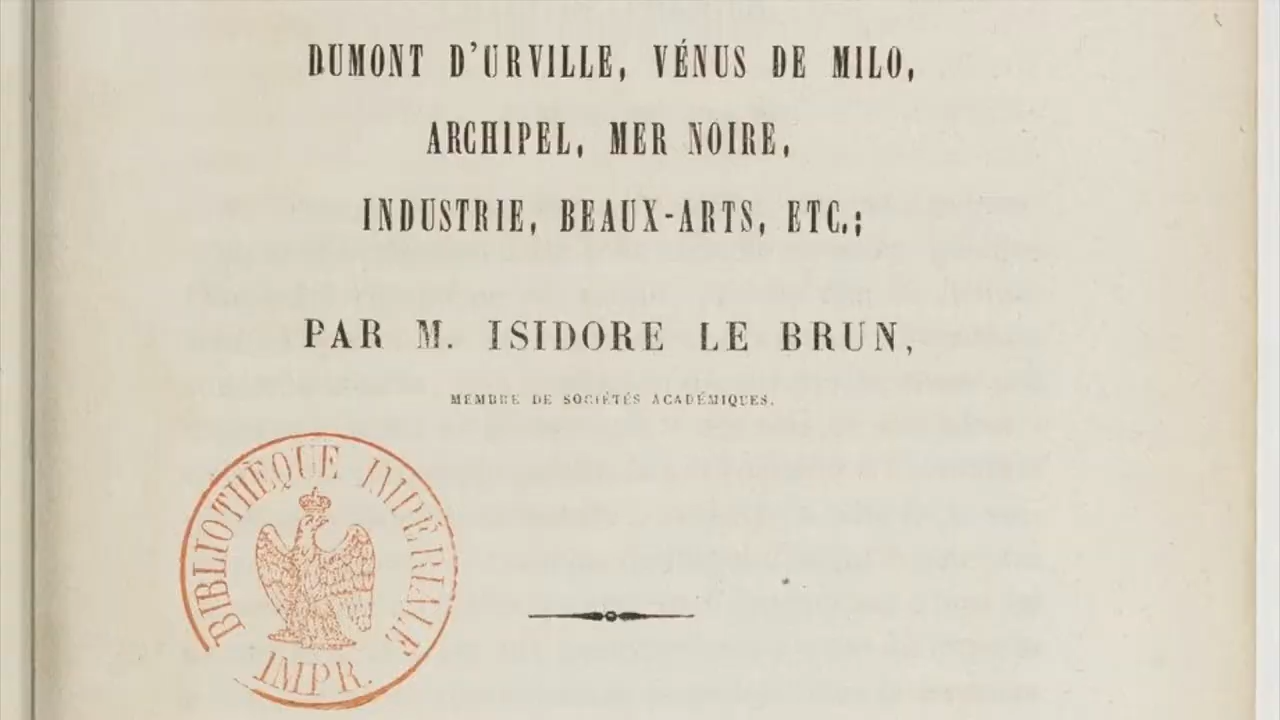 DUMONT D'URVILLE, VÉNUS DE MILO,
ARCHIPEL, MER NOIRE,
INDUSTRIE, BEAUX-ARTS, ETC.;
PAR M. ISIDORE LE BRUN,
MEMBRE DE SOCIÉTÉS ACADÉMIQUES.
BIBLIOTHÈQUE IMPÉRIALE
IMPR.